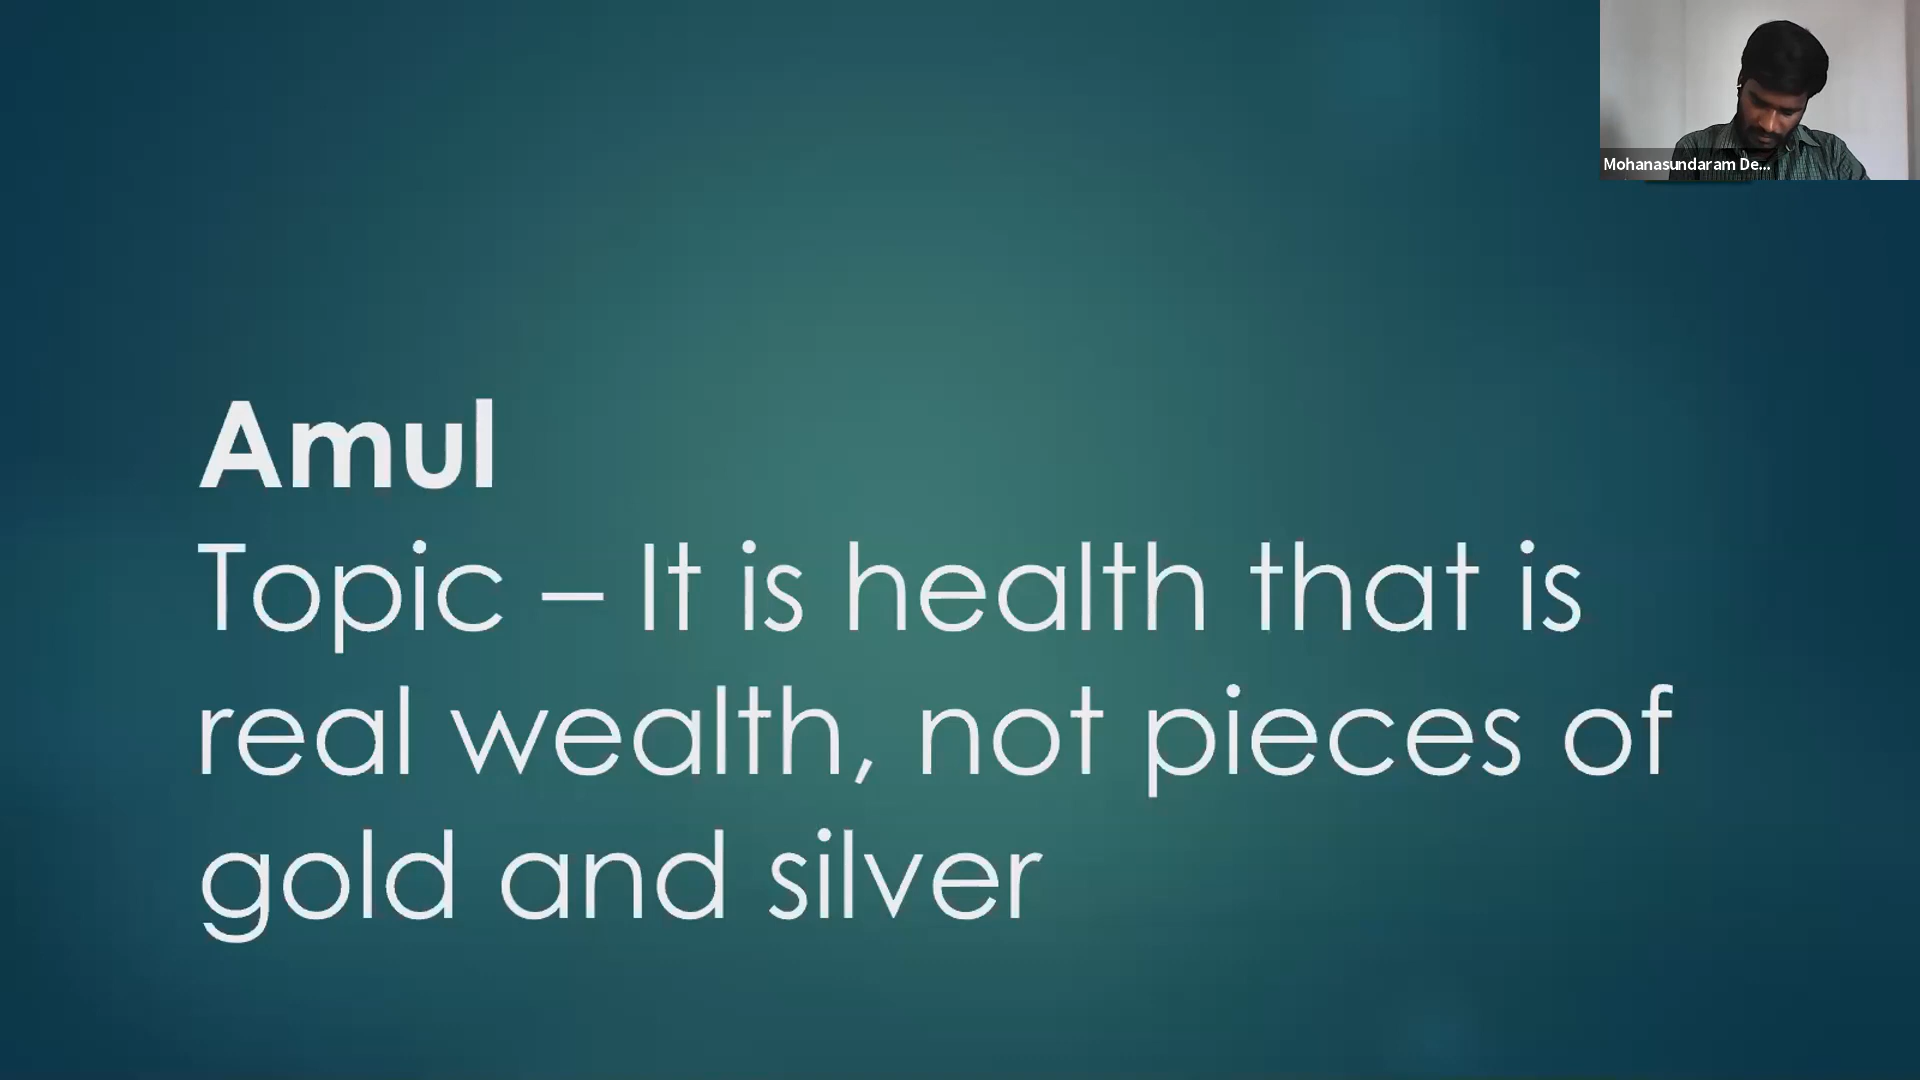 Mohanasundaram De...
Amul
Topic – It is health that is
real wealth, not pieces of
gold and silver